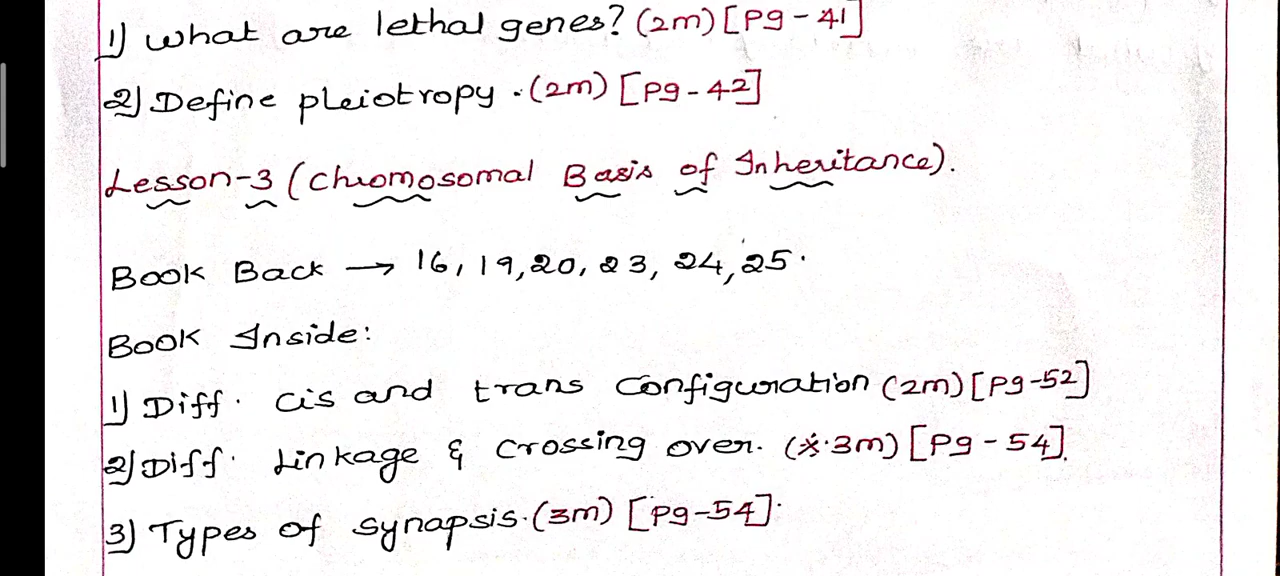 1) What are lethal genes? (2m) [Pg - 41]
2) Define pleiotropy. (2m) [Pg - 42]
Lesson-3 (Chromosomal Basis of Inheritance).
Book Back → 16, 19, 20, 23, 24, 25.
Book Inside:
1) Diff. cis and trans configuration (2m) [Pg-52]
2) Diff. Linkage & Crossing over. (*.3m) [Pg - 54].
3) Types of synapsis. (3m) [Pg-54].